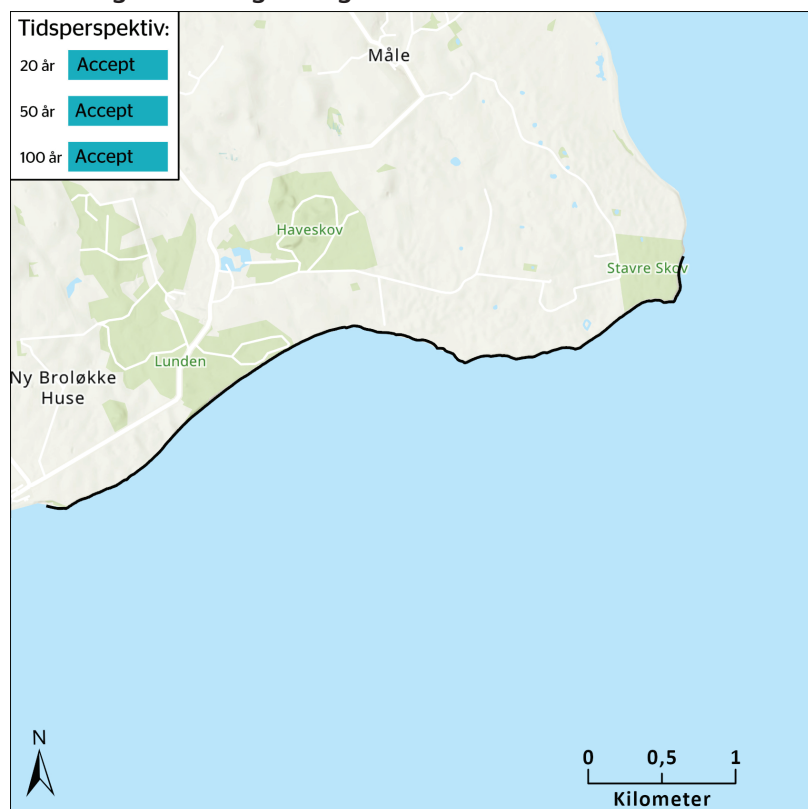 Tidsperspektiv:
20 år Accept
50 år Accept
100 år Accept
Måle
Haveskov
Stavre Skov
Lunden
Ny Broløkke
Huse
N
0 0,5 1
Kilometer